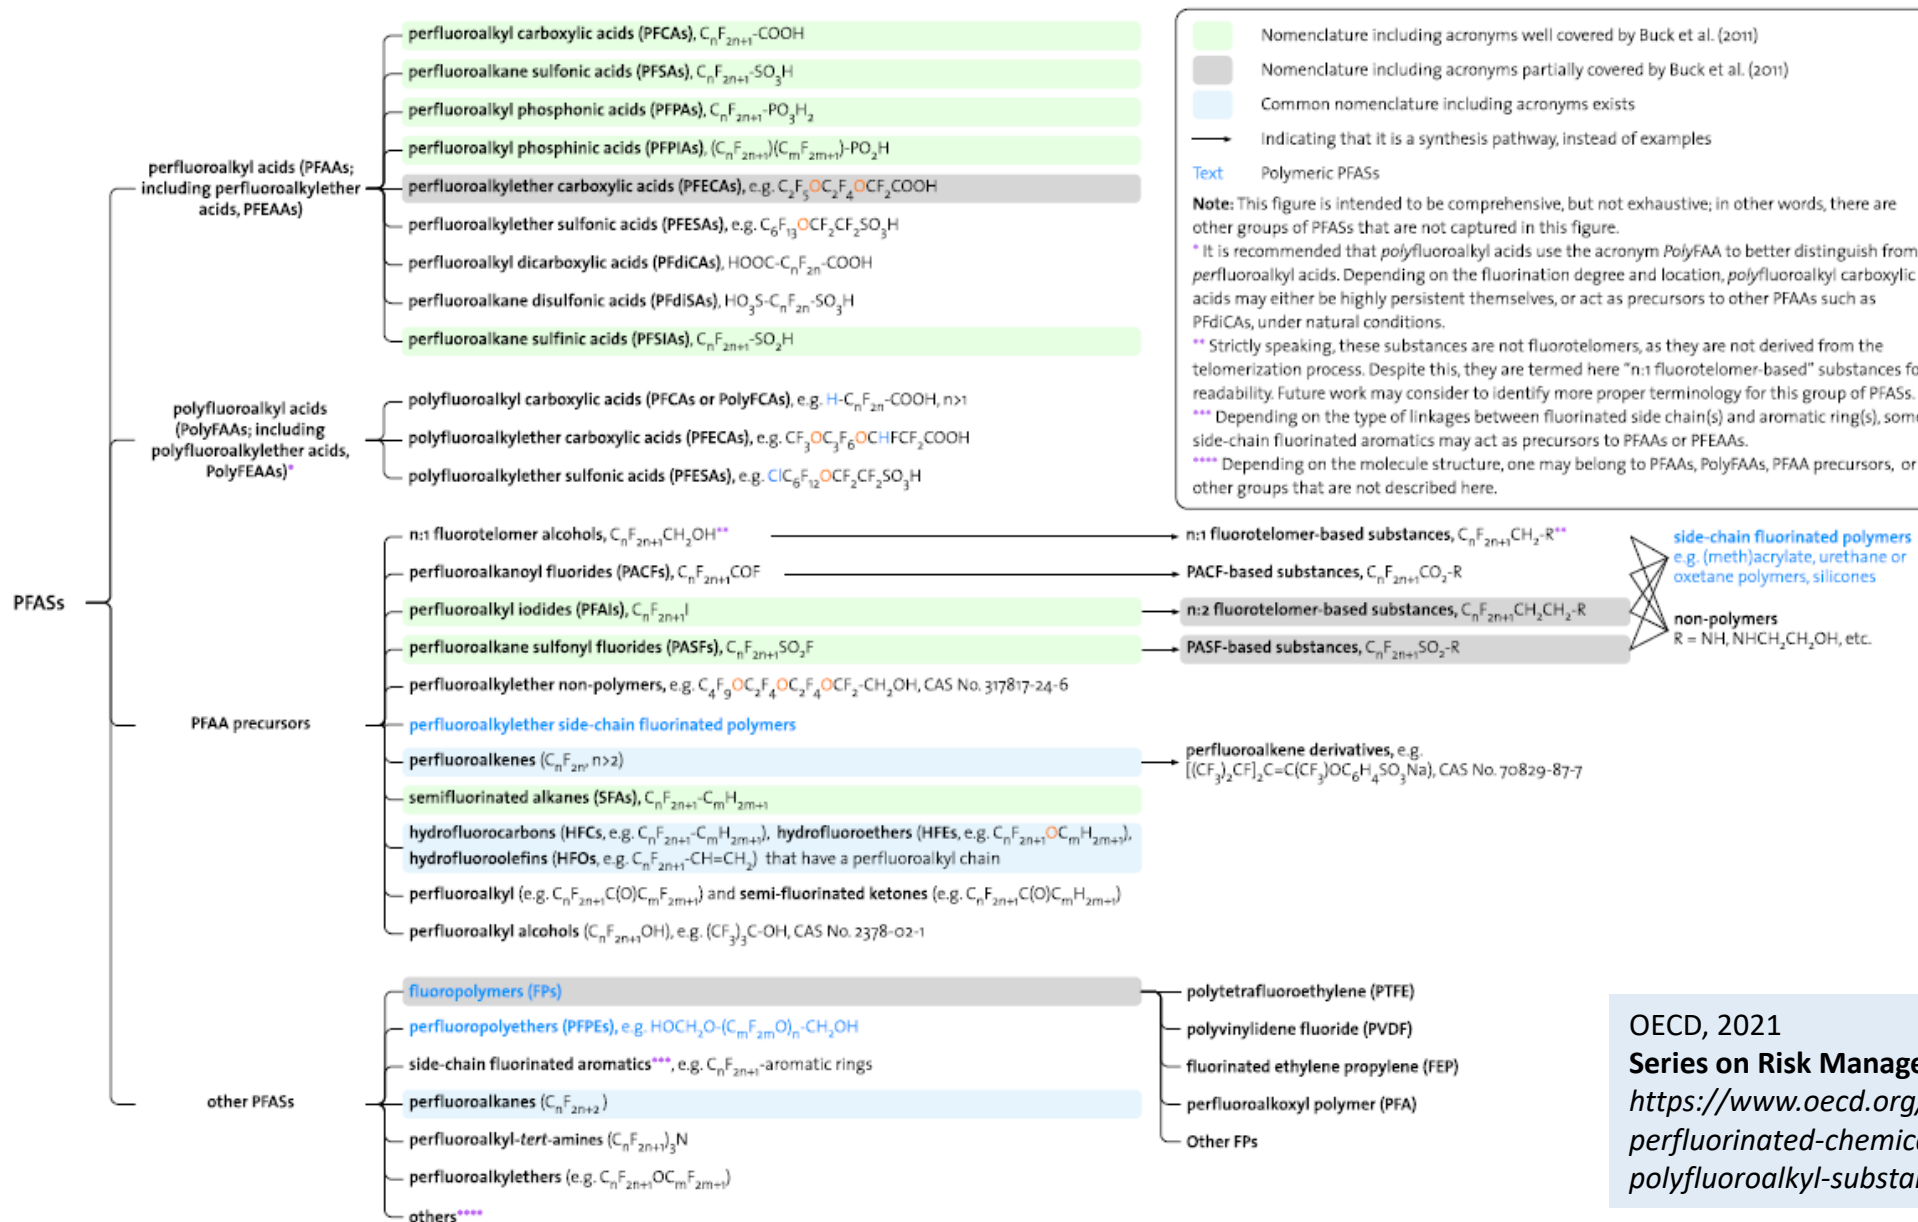 perfluoroalkyl carboxylic acids (PFCAs), CₙF₂ₙ₊₁-COOH
perfluoroalkane sulfonic acids (PFSAs), CₙF₂ₙ₊₁-SO₃H
perfluoroalkyl phosphonic acids (PFPAs), CₙF₂ₙ₊₁-PO₃H₂
perfluoroalkyl phosphinic acids (PFPIAs), (CₙF₂ₙ₊₁)(CₘF₂ₘ₊₁)-PO₂H
perfluoroalkyl acids (PFAAs;
including perfluoroalkylether
acids, PFEAAs)
perfluoroalkylether carboxylic acids (PFECAs), e.g. C₂F₅OC₂F₄OCF₂COOH
perfluoroalkylether sulfonic acids (PFESAs), e.g. C₆F₁₃OCF₂CF₂SO₃H
perfluoroalkyl dicarboxylic acids (PFdiCAs), HOOC-CₙF₂ₙ-COOH
perfluoroalkane disulfonic acids (PFdiSAs), HO₃S-CₙF₂ₙ-SO₃H
perfluoroalkane sulfinic acids (PFSIAs), CₙF₂ₙ₊₁-SO₂H
Nomenclature including acronyms well covered by Buck et al. (2011)
Nomenclature including acronyms partially covered by Buck et al. (2011)
Common nomenclature including acronyms exists
Indicating that it is a synthesis pathway, instead of examples
Text Polymeric PFASs
Note: This figure is intended to be comprehensive, but not exhaustive; in other words, there are
other groups of PFASs that are not captured in this figure.
* It is recommended that polyfluoroalkyl acids use the acronym PolyFAA to better distinguish from
perfluoroalkyl acids. Depending on the fluorination degree and location, polyfluoroalkyl carboxylic
acids may either be highly persistent themselves, or act as precursors to other PFAAs such as
PFdiCAs, under natural conditions.
** Strictly speaking, these substances are not fluorotelomers, as they are not derived from the
telomerization process. Despite this, they are termed here "n:1 fluorotelomer-based" substances fo
readability. Future work may consider to identify more proper terminology for this group of PFASs.
*** Depending on the type of linkages between fluorinated side chain(s) and aromatic ring(s), som
side-chain fluorinated aromatics may act as precursors to PFAAs or PFEAAs.
**** Depending on the molecule structure, one may belong to PFAAs, PolyFAAs, PFAA precursors, or
other groups that are not described here.
polyfluoroalkyl acids
(PolyFAAs; including
polyfluoroalkylether acids,
PolyFEAAs)*
polyfluoroalkyl carboxylic acids (PFCAs or PolyFCAs), e.g. H-CₙF₂ₙ-COOH, n>1
polyfluoroalkylether carboxylic acids (PFECAs), e.g. CF₃OC₃F₆OCHFCF₂COOH
polyfluoroalkylether sulfonic acids (PFESAs), e.g. ClC₆F₁₂OCF₂CF₂SO₃H
PFASs
PFAA precursors
n:1 fluorotelomer alcohols, CₙF₂ₙ₊₁CH₂OH**
n:1 fluorotelomer-based substances, CₙF₂ₙ₊₁CH₂-R**
perfluoroalkanoyl fluorides (PACFs), CₙF₂ₙ₊₁COF
PACF-based substances, CₙF₂ₙ₊₁CO₂-R
perfluoroalkyl iodides (PFAIs), CₙF₂ₙ₊₁I
n:2 fluorotelomer-based substances, CₙF₂ₙ₊₁CH₂CH₂-R
perfluoroalkane sulfonyl fluorides (PASFs), CₙF₂ₙ₊₁SO₂F
PASF-based substances, CₙF₂ₙ₊₁SO₂-R
side-chain fluorinated polymers
e.g. (meth)acrylate, urethane or
oxetane polymers, silicones
non-polymers
R = NH, NHCH₂CH₂OH, etc.
perfluoroalkylether non-polymers, e.g. C₄F₉OC₂F₄OC₂F₄OCF₂-CH₂OH, CAS No. 317817-24-6
perfluoroalkylether side-chain fluorinated polymers
perfluoroalkenes (CₙF₂ₙ, n>2)
perfluoroalkene derivatives, e.g.
[(CF₃)₂CF]₂C=C(CF₃)OC₆H₄SO₃Na), CAS No. 70829-87-7
semifluorinated alkanes (SFAs), CₙF₂ₙ₊₁-CₘH₂ₘ₊₁
hydrofluorocarbons (HFCs, e.g. CₙF₂ₙ₊₁-CₘH₂ₘ₊₁), hydrofluoroethers (HFEs, e.g. CₙF₂ₙ₊₁OCₘH₂ₘ₊₁),
hydrofluoroolefins (HFOs, e.g. CₙF₂ₙ₊₁-CH=CH₂) that have a perfluoroalkyl chain
perfluoroalkyl (e.g. CₙF₂ₙ₊₁C(O)CₘF₂ₘ₊₁) and semi-fluorinated ketones (e.g. CₙF₂ₙ₊₁C(O)CₘH₂ₘ₊₁)
perfluoroalkyl alcohols (CₙF₂ₙ₊₁OH), e.g. (CF₃)₃C-OH, CAS No. 2378-02-1
other PFASs
fluoropolymers (FPs)
perfluoropolyethers (PFPEs), e.g. HOCH₂O-(CₘF₂ₘO)ₙ-CH₂OH
side-chain fluorinated aromatics***, e.g. CₙF₂ₙ₊₁-aromatic rings
perfluoroalkanes (CₙF₂ₙ₊₂)
perfluoroalkyl-tert-amines (CₙF₂ₙ₊₁)₃N
perfluoroalkylethers (e.g. CₙF₂ₙ₊₁OCₘF₂ₘ₊₁)
others****
polytetrafluoroethylene (PTFE)
polyvinylidene fluoride (PVDF)
fluorinated ethylene propylene (FEP)
perfluoroalkoxyl polymer (PFA)
Other FPs
OECD, 2021
Series on Risk Manage
https://www.oecd.org/
perfluorinated-chemica
polyfluoroalkyl-substa